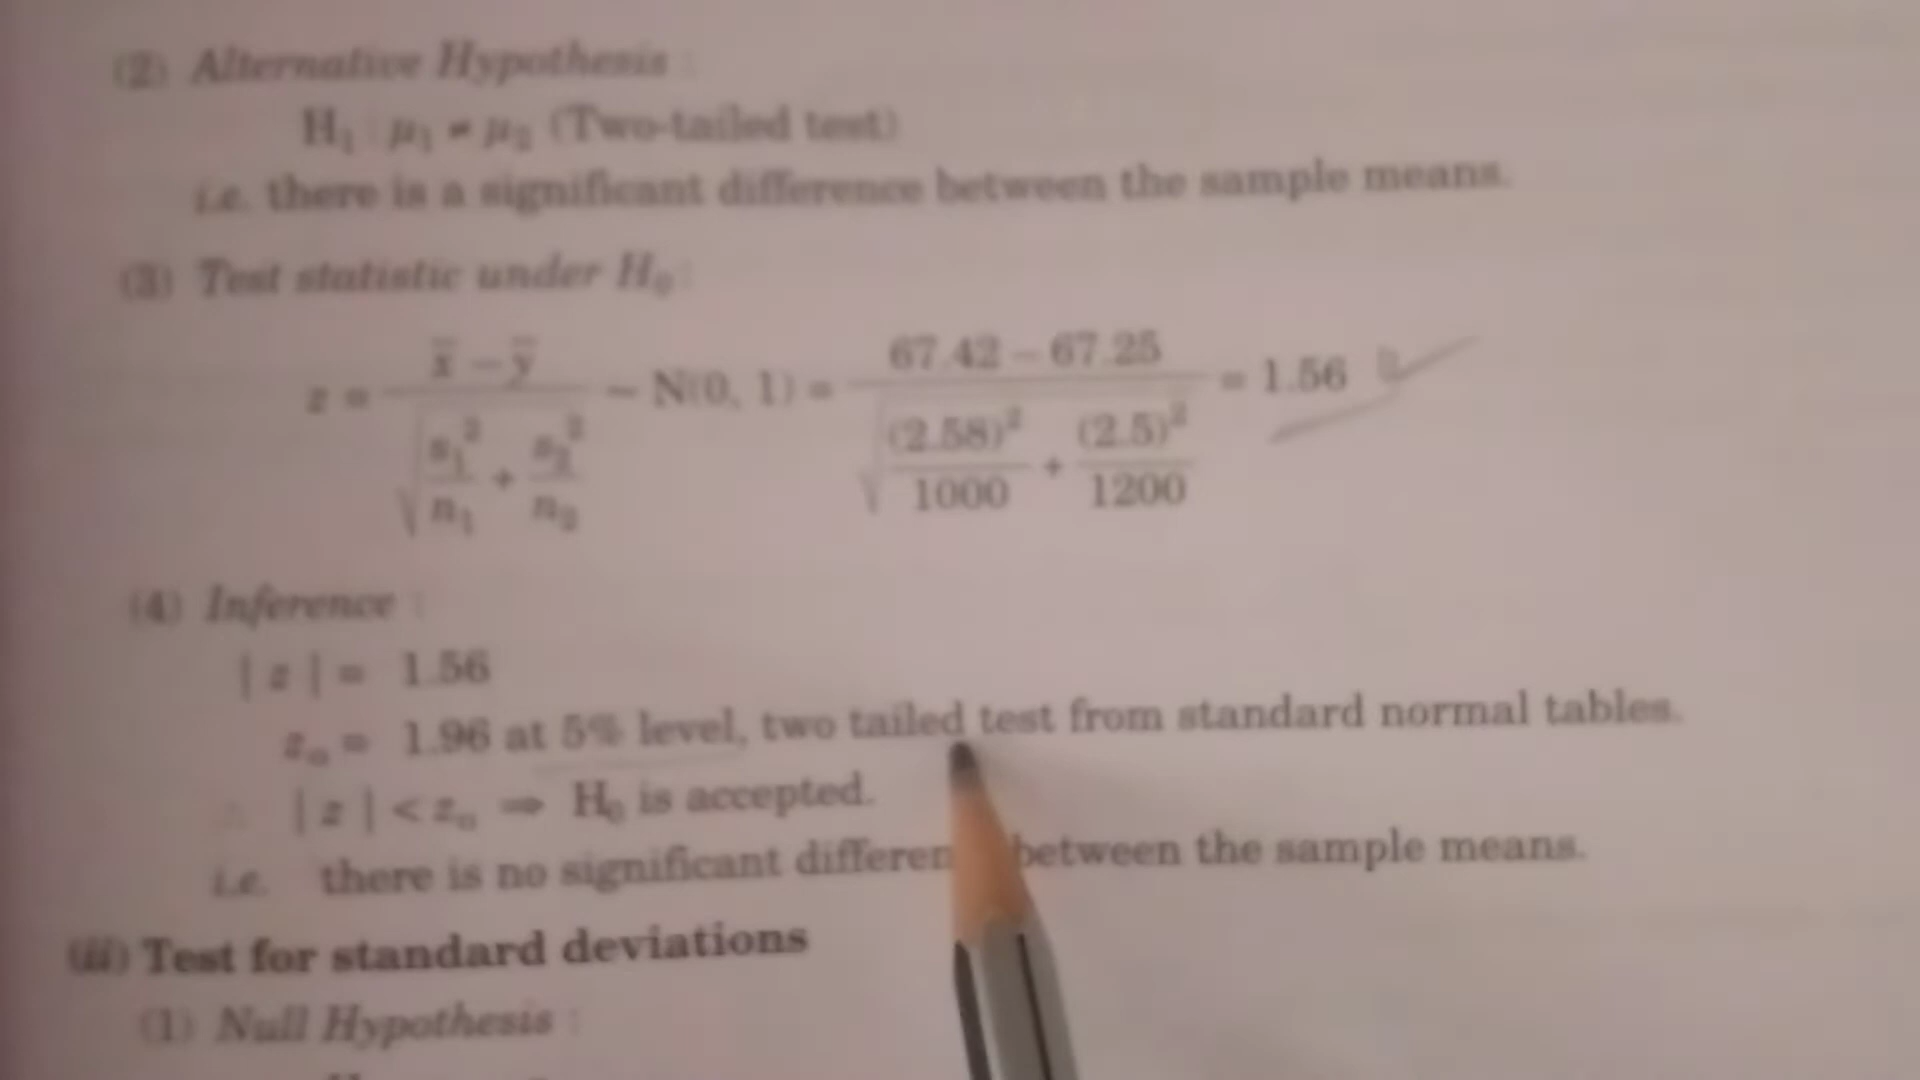 (2) Alternative Hypothesis :
H₁ : μ₁ ≠ μ₂ (Two-tailed test)
i.e. there is a significant difference between the sample means.
(3) Test statistic under H₀ :
z = (x̄ − ȳ) / √(s₁²/n₁ + s₂²/n₂) ~ N(0, 1) = (67.42 − 67.25) / √((2.58)²/1000 + (2.5)²/1200) = 1.56
(4) Inference :
| z | = 1.56
zα = 1.96 at 5% level, two tailed test from standard normal tables.
∴ | z | < zα ⇒ H₀ is accepted.
i.e. there is no significant differen between the sample means.
(ii) Test for standard deviations
(1) Null Hypothesis :